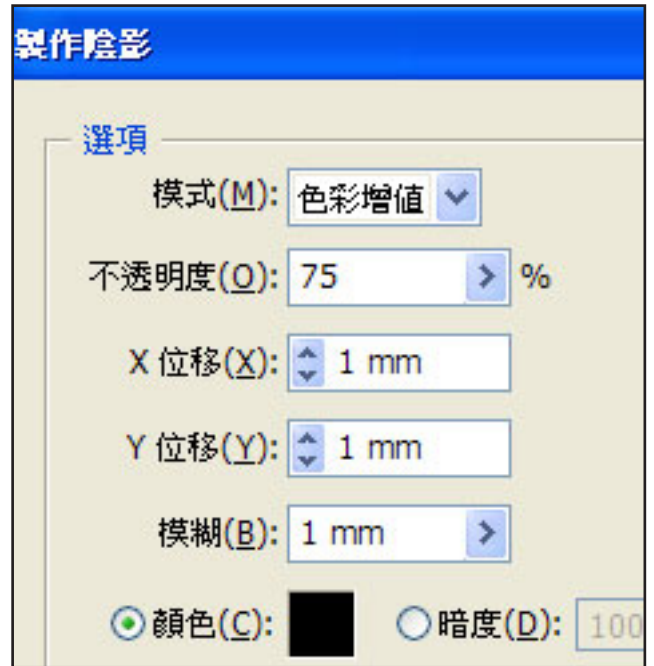 製作陰影
選項
模式(M): 色彩增值
不透明度(O): 75 %
X 位移(X): 1 mm
Y 位移(Y): 1 mm
模糊(B): 1 mm
顏色(C): 暗度(D): 100